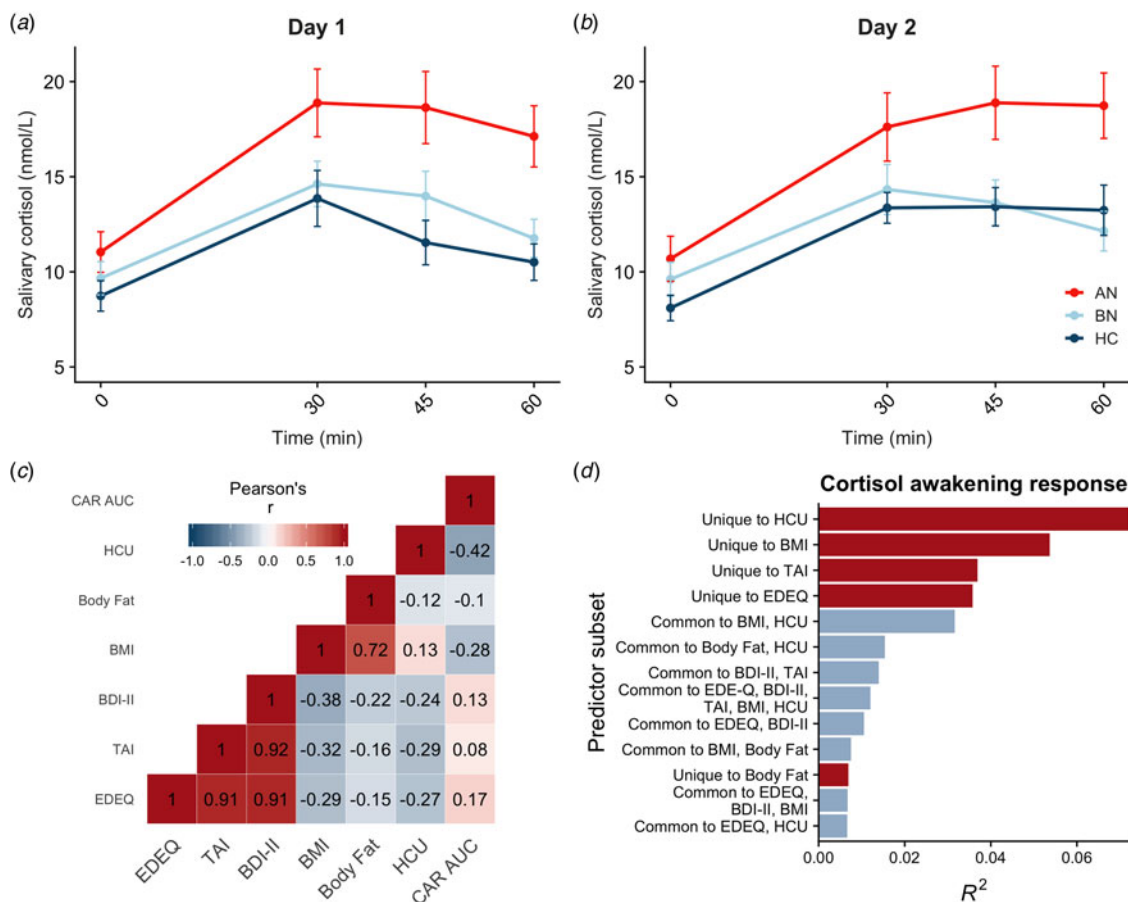 (a)
Day 1
20
15
10
5
Salivary cortisol (nmol/L)
0
30
45
60
Time (min)
(b)
Day 2
20
15
10
5
Salivary cortisol (nmol/L)
AN
BN
HC
0
30
45
60
Time (min)
(c)
Pearson's
r
-1.0 -0.5 0.0 0.5 1.0
CAR AUC 1
HCU 1 -0.42
Body Fat 1 -0.12 -0.1
BMI 1 0.72 0.13 -0.28
BDI-II 1 -0.38 -0.22 -0.24 0.13
TAI 1 0.92 -0.32 -0.16 -0.29 0.08
EDEQ 1 0.91 0.91 -0.29 -0.15 -0.27 0.17
EDEQ
TAI
BDI-II
BMI
Body Fat
HCU
CAR AUC
(d)
Cortisol awakening response
Predictor subset
Unique to HCU
Unique to BMI
Unique to TAI
Unique to EDEQ
Common to BMI, HCU
Common to Body Fat, HCU
Common to BDI-II, TAI
Common to EDE-Q, BDI-II,
TAI, BMI, HCU
Common to EDEQ, BDI-II
Common to BMI, Body Fat
Unique to Body Fat
Common to EDEQ,
BDI-II, BMI
Common to EDEQ, HCU
0.00 0.02 0.04 0.06
R²